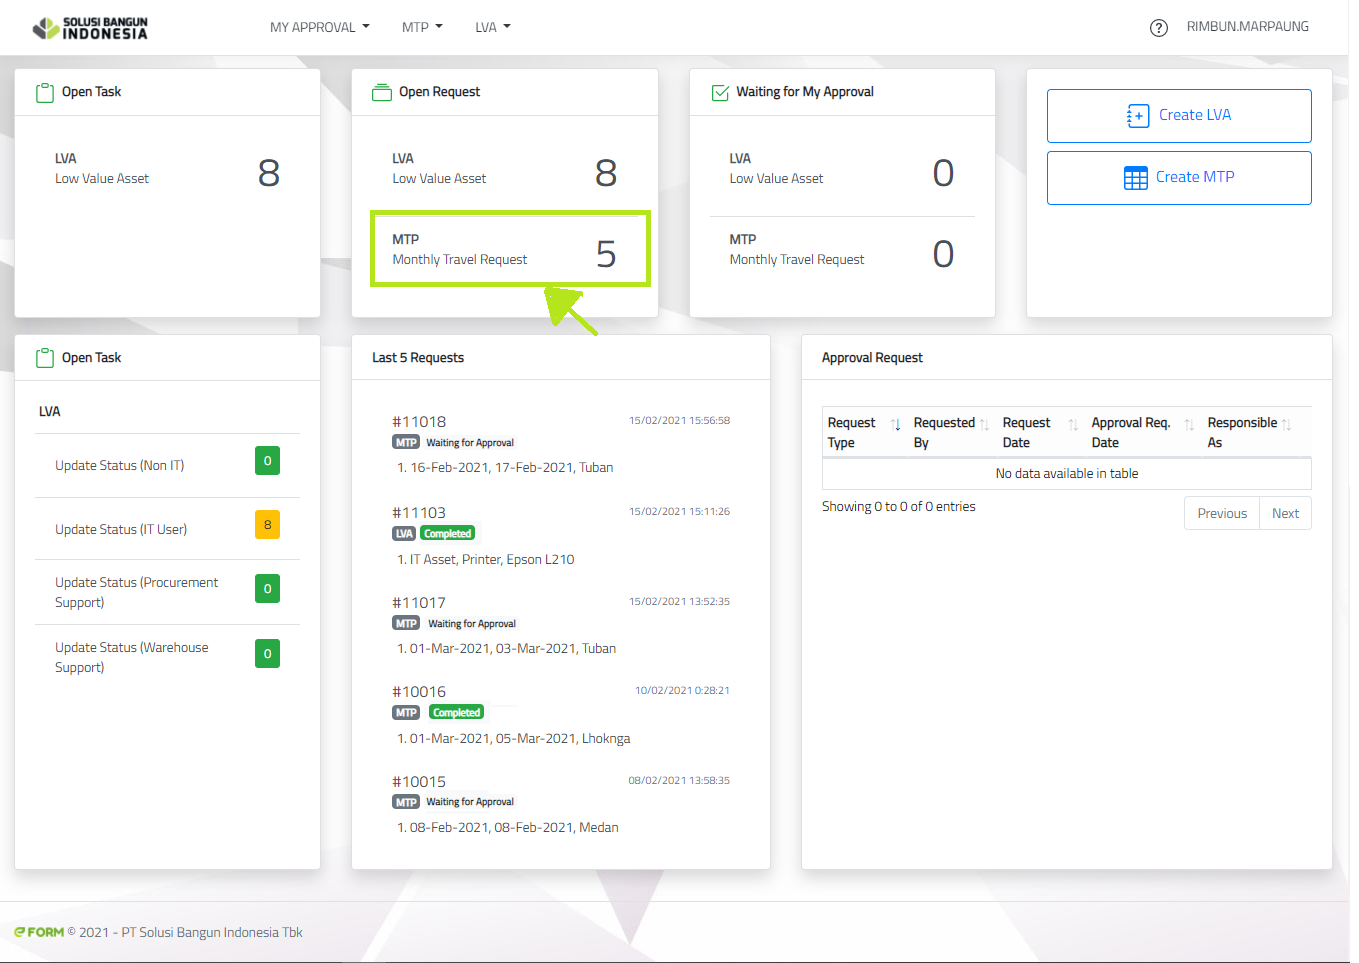 SOLUSI BANGUN
INDONESIA
MY APPROVAL
MTP
LVA
?
RIMBUN.MARPAUNG
Open Task
LVA
Low Value Asset
8
Open Request
LVA
Low Value Asset
8
MTP
Monthly Travel Request
5
Waiting for My Approval
LVA
Low Value Asset
0
MTP
Monthly Travel Request
0
Create LVA
Create MTP
Open Task
LVA
Update Status (Non IT)
0
Update Status (IT User)
8
Update Status (Procurement
Support)
0
Update Status (Warehouse
Support)
0
Last 5 Requests
#11018
15/02/2021 15:56:58
MTP Waiting for Approval
1. 16-Feb-2021, 17-Feb-2021, Tuban
#11103
15/02/2021 15:11:26
LVA Completed
1. IT Asset, Printer, Epson L210
#11017
15/02/2021 13:52:35
MTP Waiting for Approval
1. 01-Mar-2021, 03-Mar-2021, Tuban
#10016
10/02/2021 0:28:21
MTP Completed
1. 01-Mar-2021, 05-Mar-2021, Lhoknga
#10015
08/02/2021 13:58:35
MTP Waiting for Approval
1. 08-Feb-2021, 08-Feb-2021, Medan
Approval Request
Request Type
Requested By
Request Date
Approval Req. Date
Responsible As
No data available in table
Showing 0 to 0 of 0 entries
Previous
Next
eFORM © 2021 - PT Solusi Bangun Indonesia Tbk